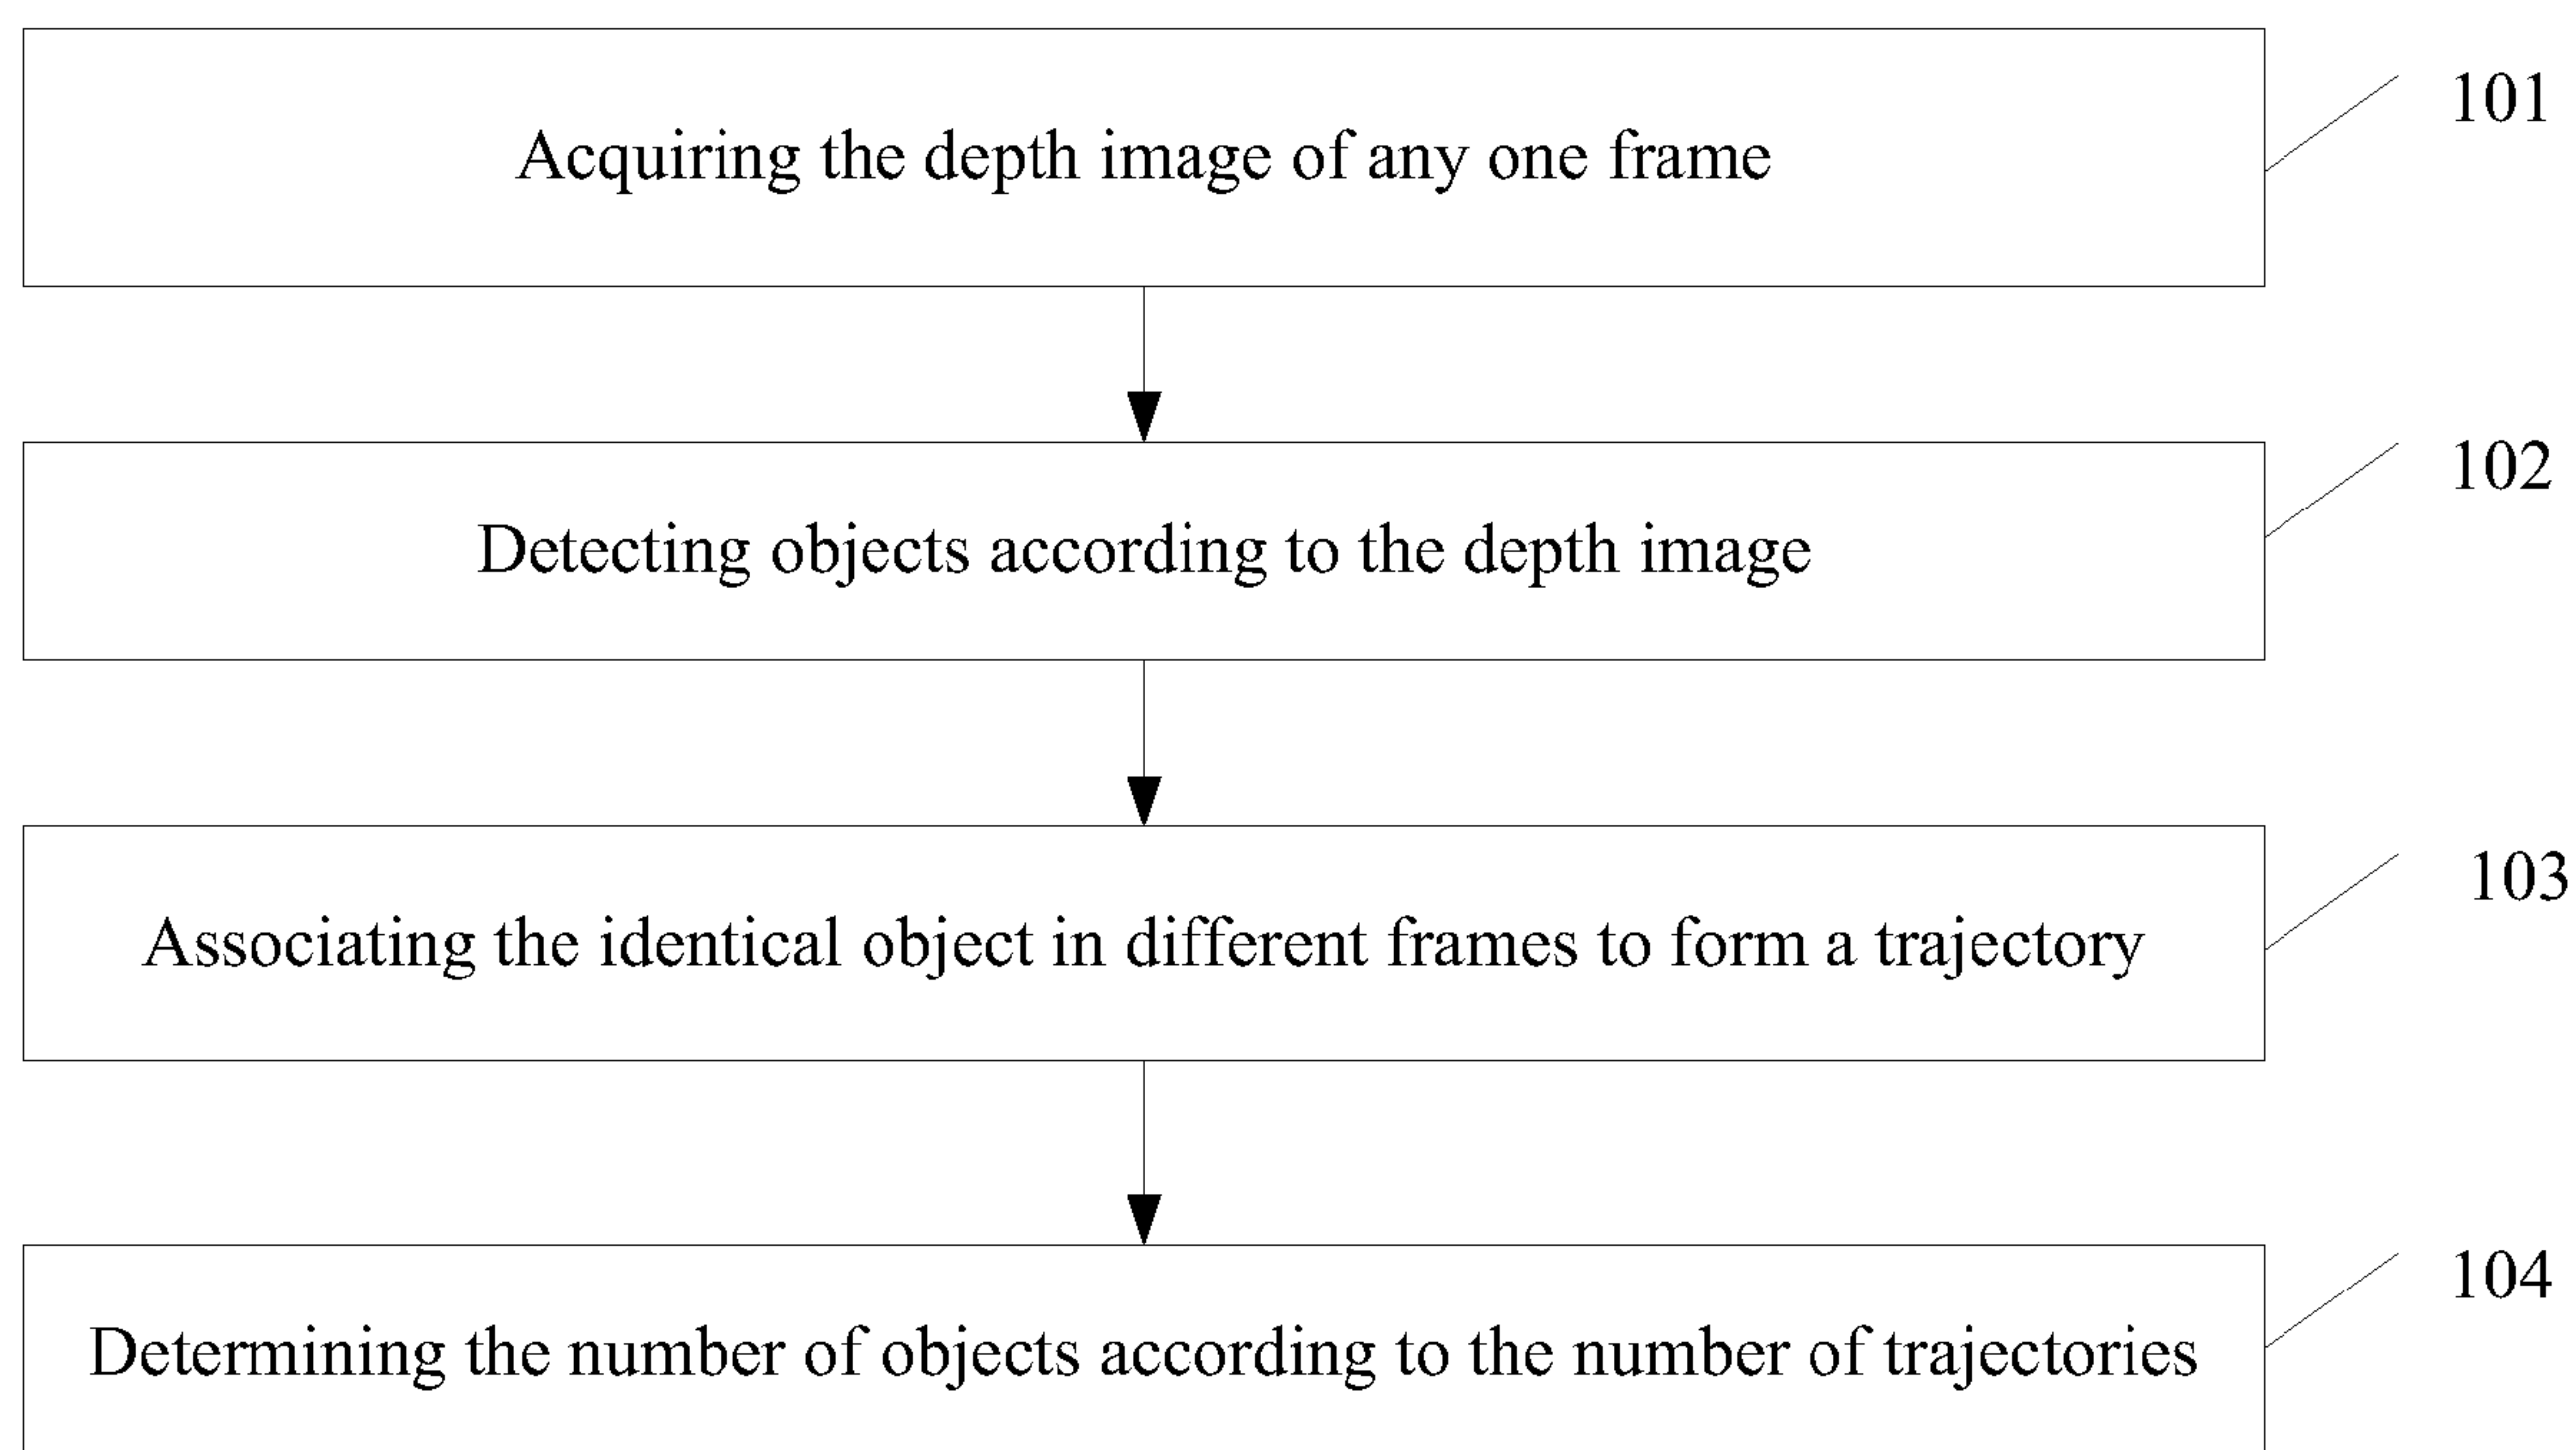 Acquiring the depth image of any one frame
101
Detecting objects according to the depth image
102
Associating the identical object in different frames to form a trajectory
103
Determining the number of objects according to the number of trajectories
104